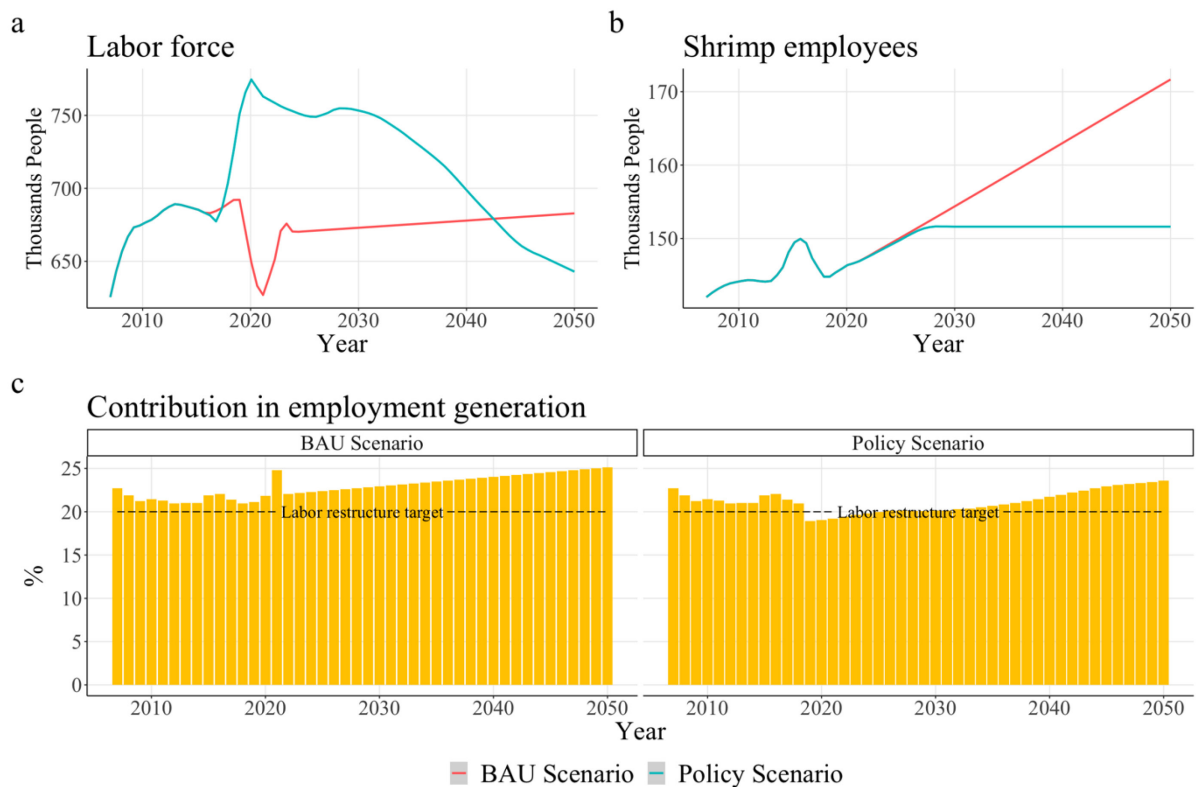 a
Labor force
Thousands People
750
700
650
2010 2020 2030 2040 2050
Year
b
Shrimp employees
Thousands People
170
160
150
2010 2020 2030 2040 2050
Year
c
Contribution in employment generation
BAU Scenario
Policy Scenario
%
25
20
15
10
5
0
Labor restructure target
Labor restructure target
2010 2020 2030 2040 2050
2010 2020 2030 2040 2050
Year
BAU Scenario Policy Scenario